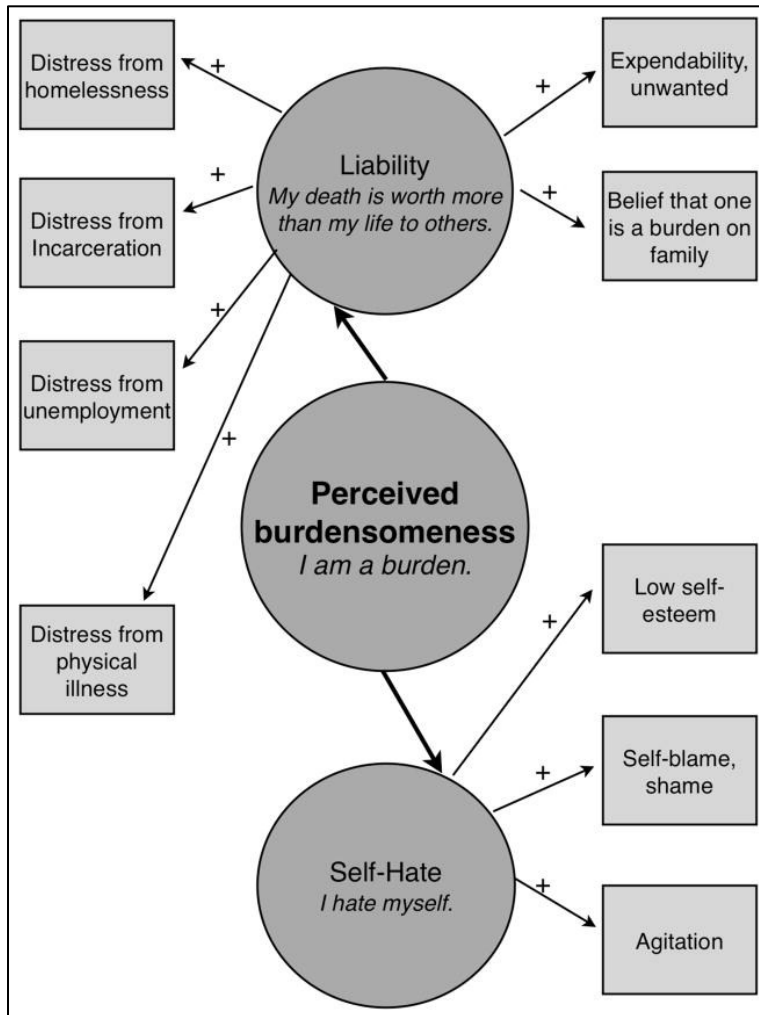 Distress from
homelessness
+
+
Expendability,
unwanted
Liability
My death is worth more
than my life to others.
+
+
Distress from
Incarceration
Belief that one
is a burden on
family
+
Distress from
unemployment
+
Perceived
burdensomeness
I am a burden.
Distress from
physical
illness
+
Low self-
esteem
+
Self-blame,
shame
Self-Hate
I hate myself.
+
Agitation